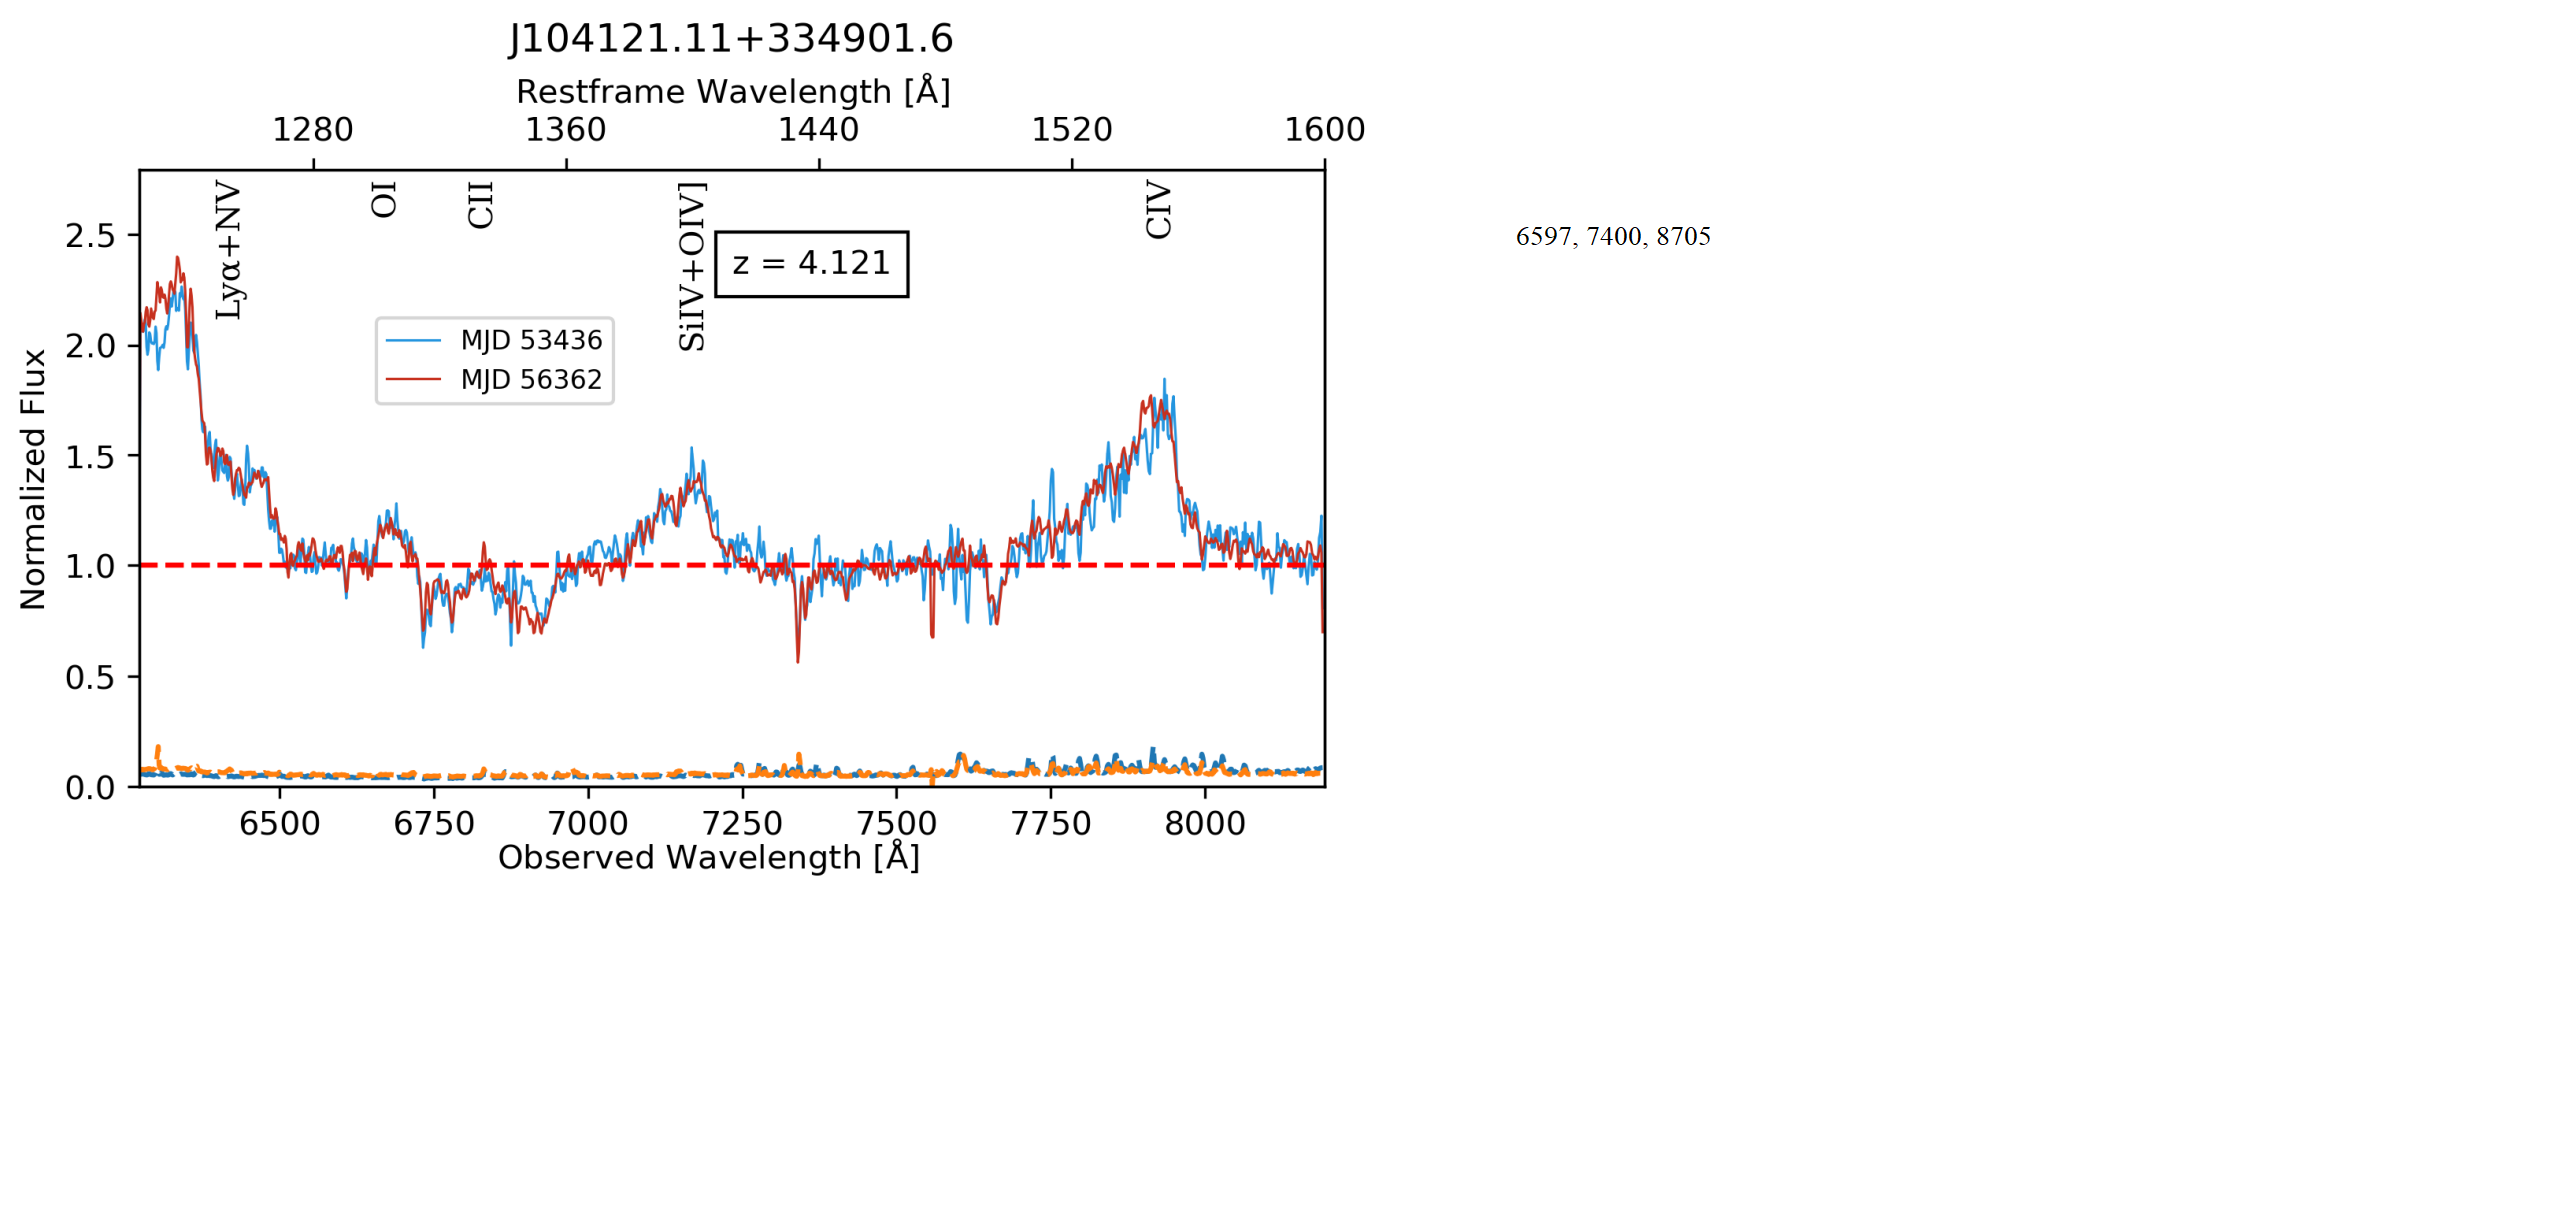 J104121.11+334901.6
Restframe Wavelength [Å]
1280 1360 1440 1520 1600
Lyα+NV
OI
CII
SiIV+OIV]
CIV
z = 4.121
MJD 53436
MJD 56362
6597, 7400, 8705
Normalized Flux
2.5
2.0
1.5
1.0
0.5
0.0
6500 6750 7000 7250 7500 7750 8000
Observed Wavelength [Å]